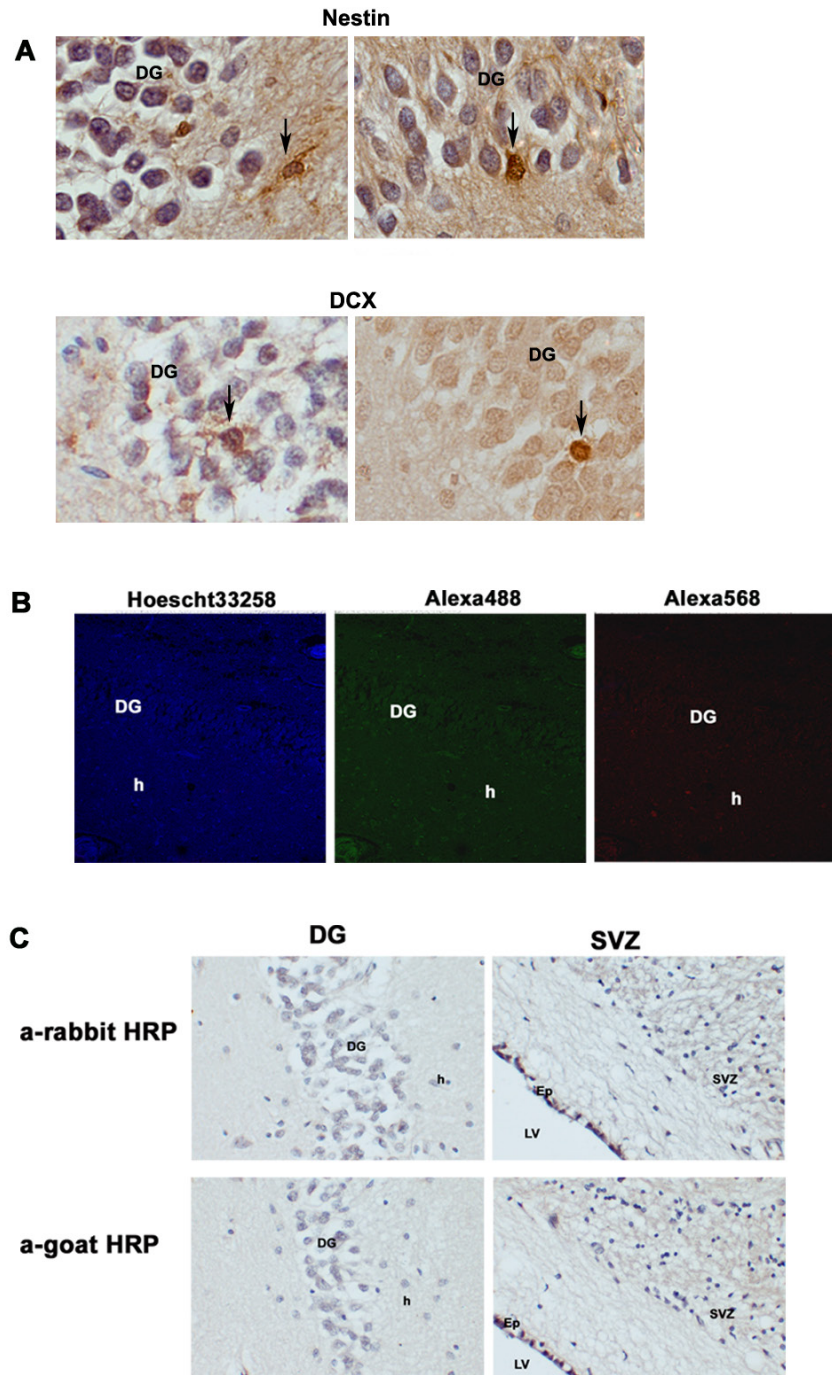 Nestin
A
DG
DG
DCX
DG
DG
B
Hoescht33258
Alexa488
Alexa568
DG
DG
DG
h
h
h
C
DG
SVZ
a-rabbit HRP
DG
h
Ep
SVZ
LV
a-goat HRP
DG
h
Ep
SVZ
LV